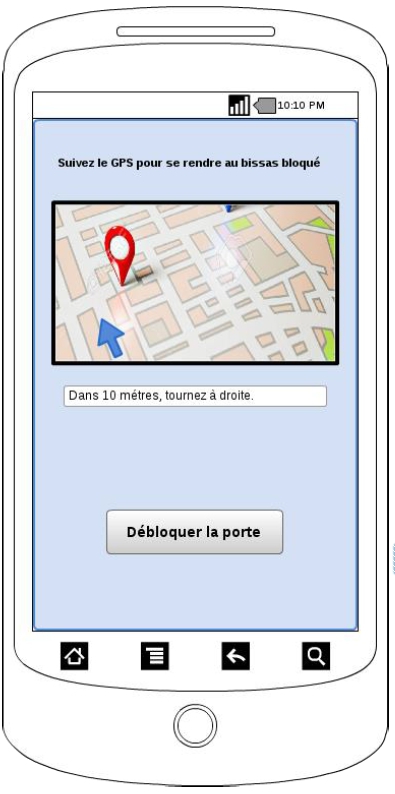 10:10 PM
Suivez le GPS pour se rendre au bissas bloqué
Dans 10 métres, tournez à droite.
Débloquer la porte